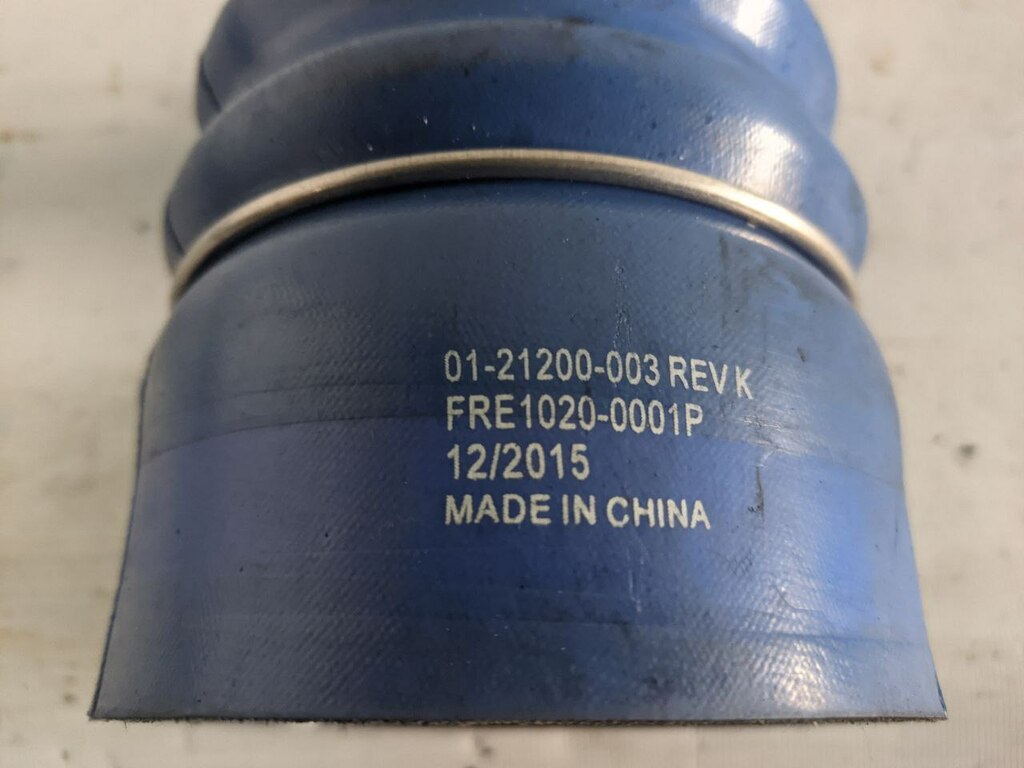 01-21200-003 REV K
FRE1020-0001P
12/2015
MADE IN CHINA